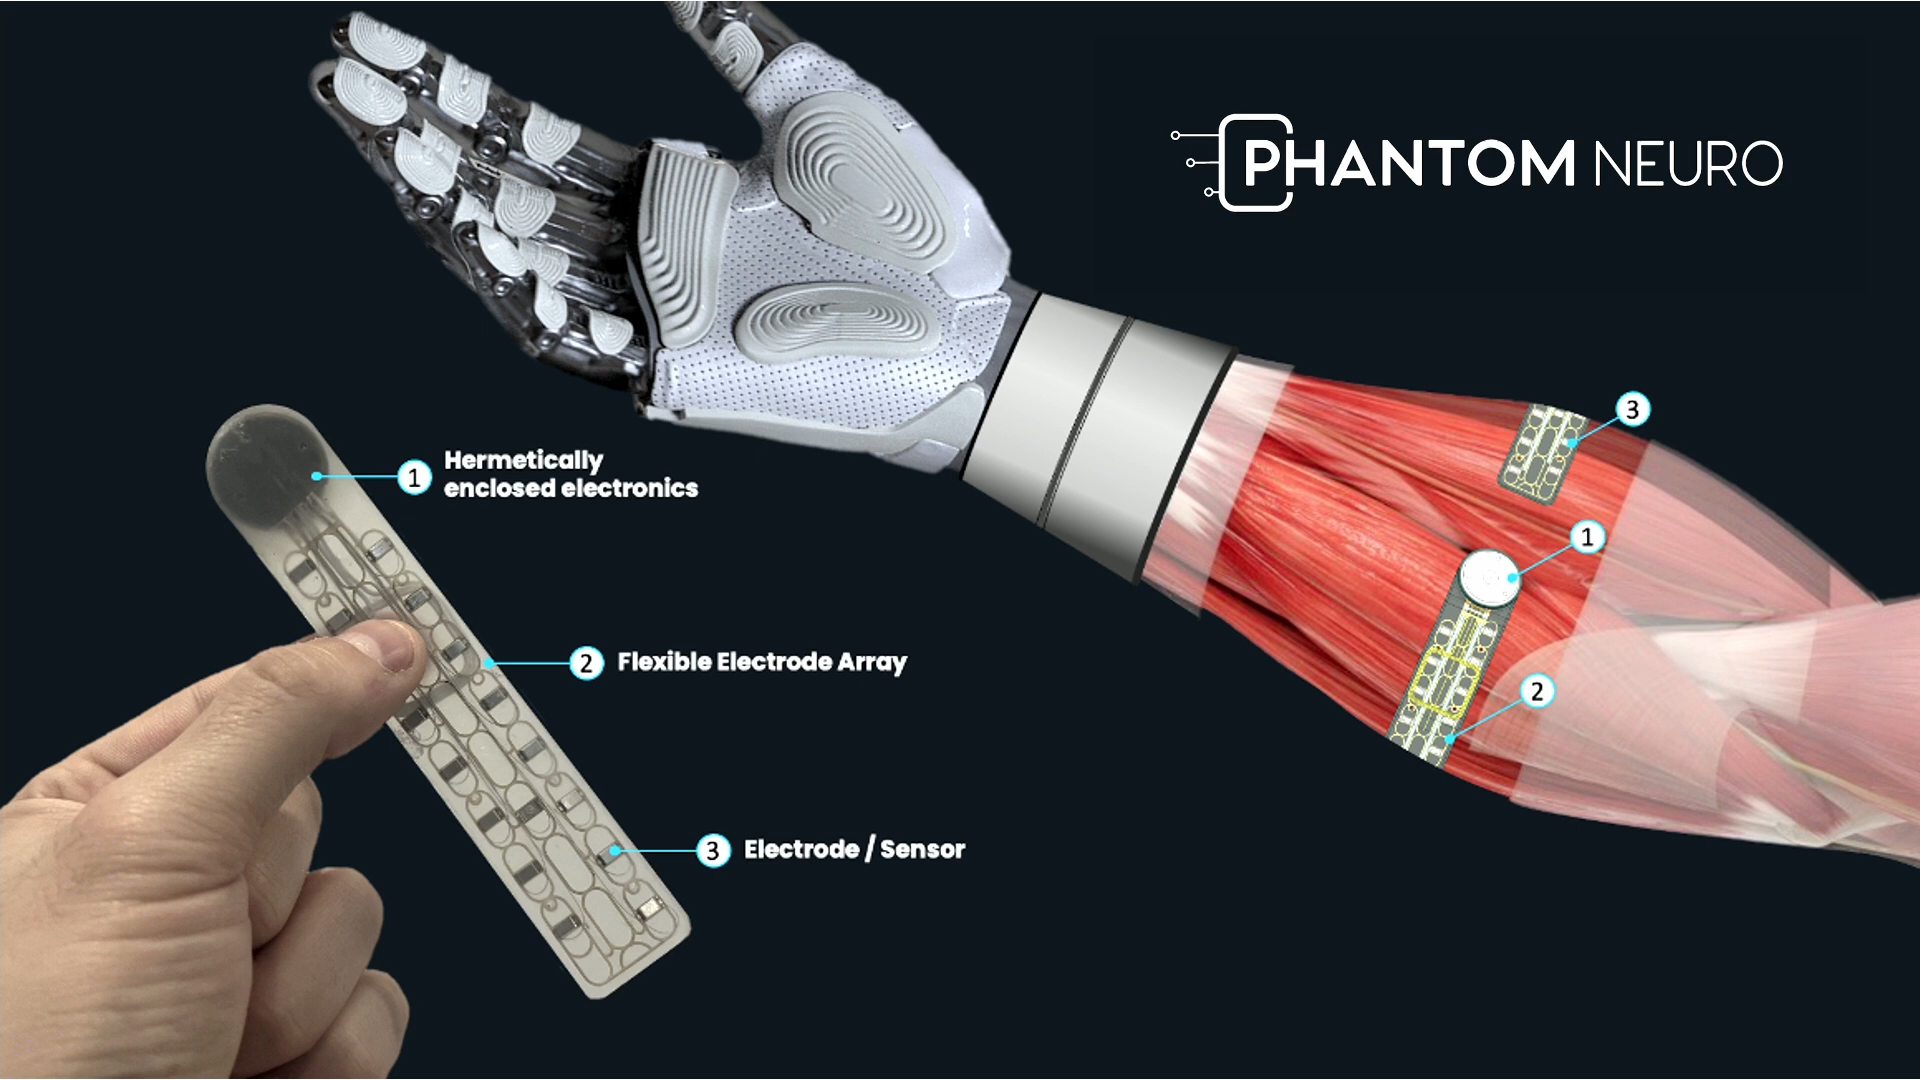 PHANTOM NEURO
3
1
Hermetically
enclosed electronics
1
2
Flexible Electrode Array
2
3
Electrode / Sensor